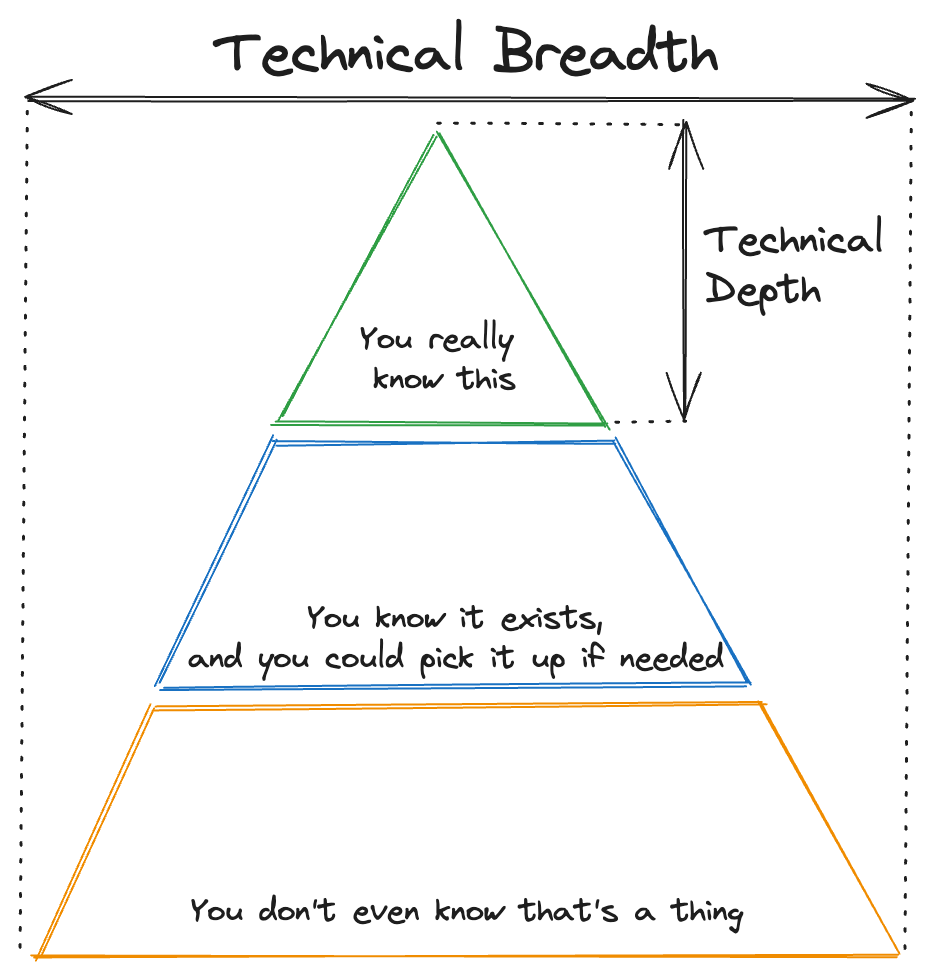 Technical Breadth
Technical
Depth
You really
know this
You know it exists,
and you could pick it up if needed
You don't even know that's a thing